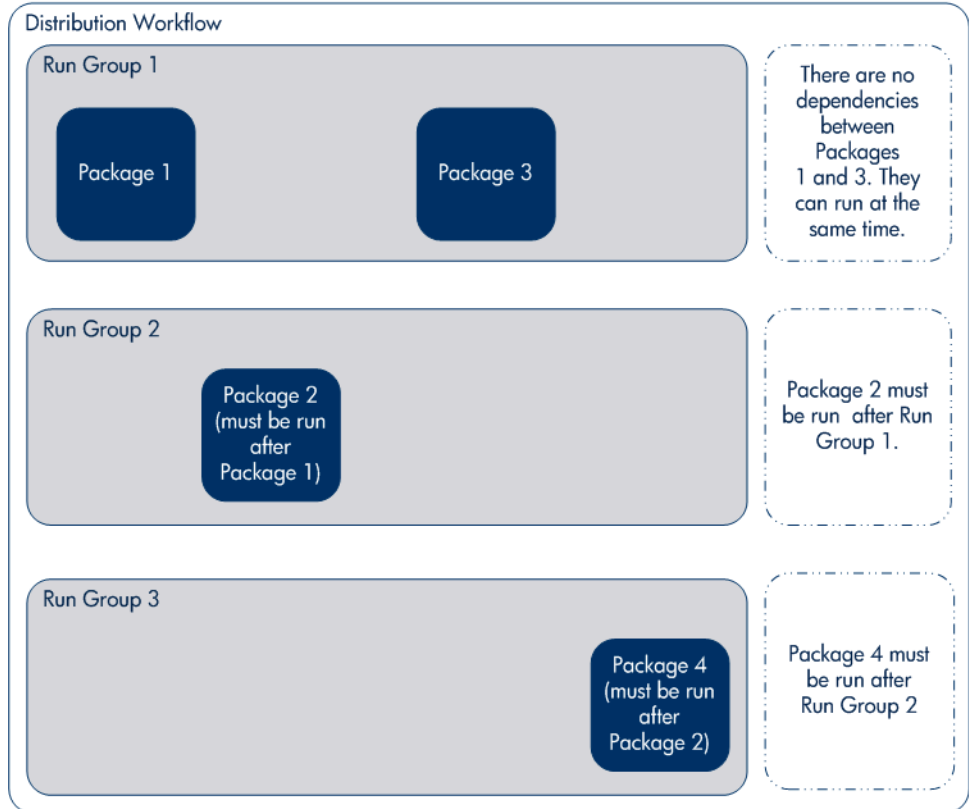 Distribution Workflow
Run Group 1
Package 1
Package 3
There are no
dependencies
between
Packages
1 and 3. They
can run at the
same time.
Run Group 2
Package 2
(must be run
after
Package 1)
Package 2 must
be run after Run
Group 1.
Run Group 3
Package 4
(must be run
after
Package 2)
Package 4 must
be run after
Run Group 2